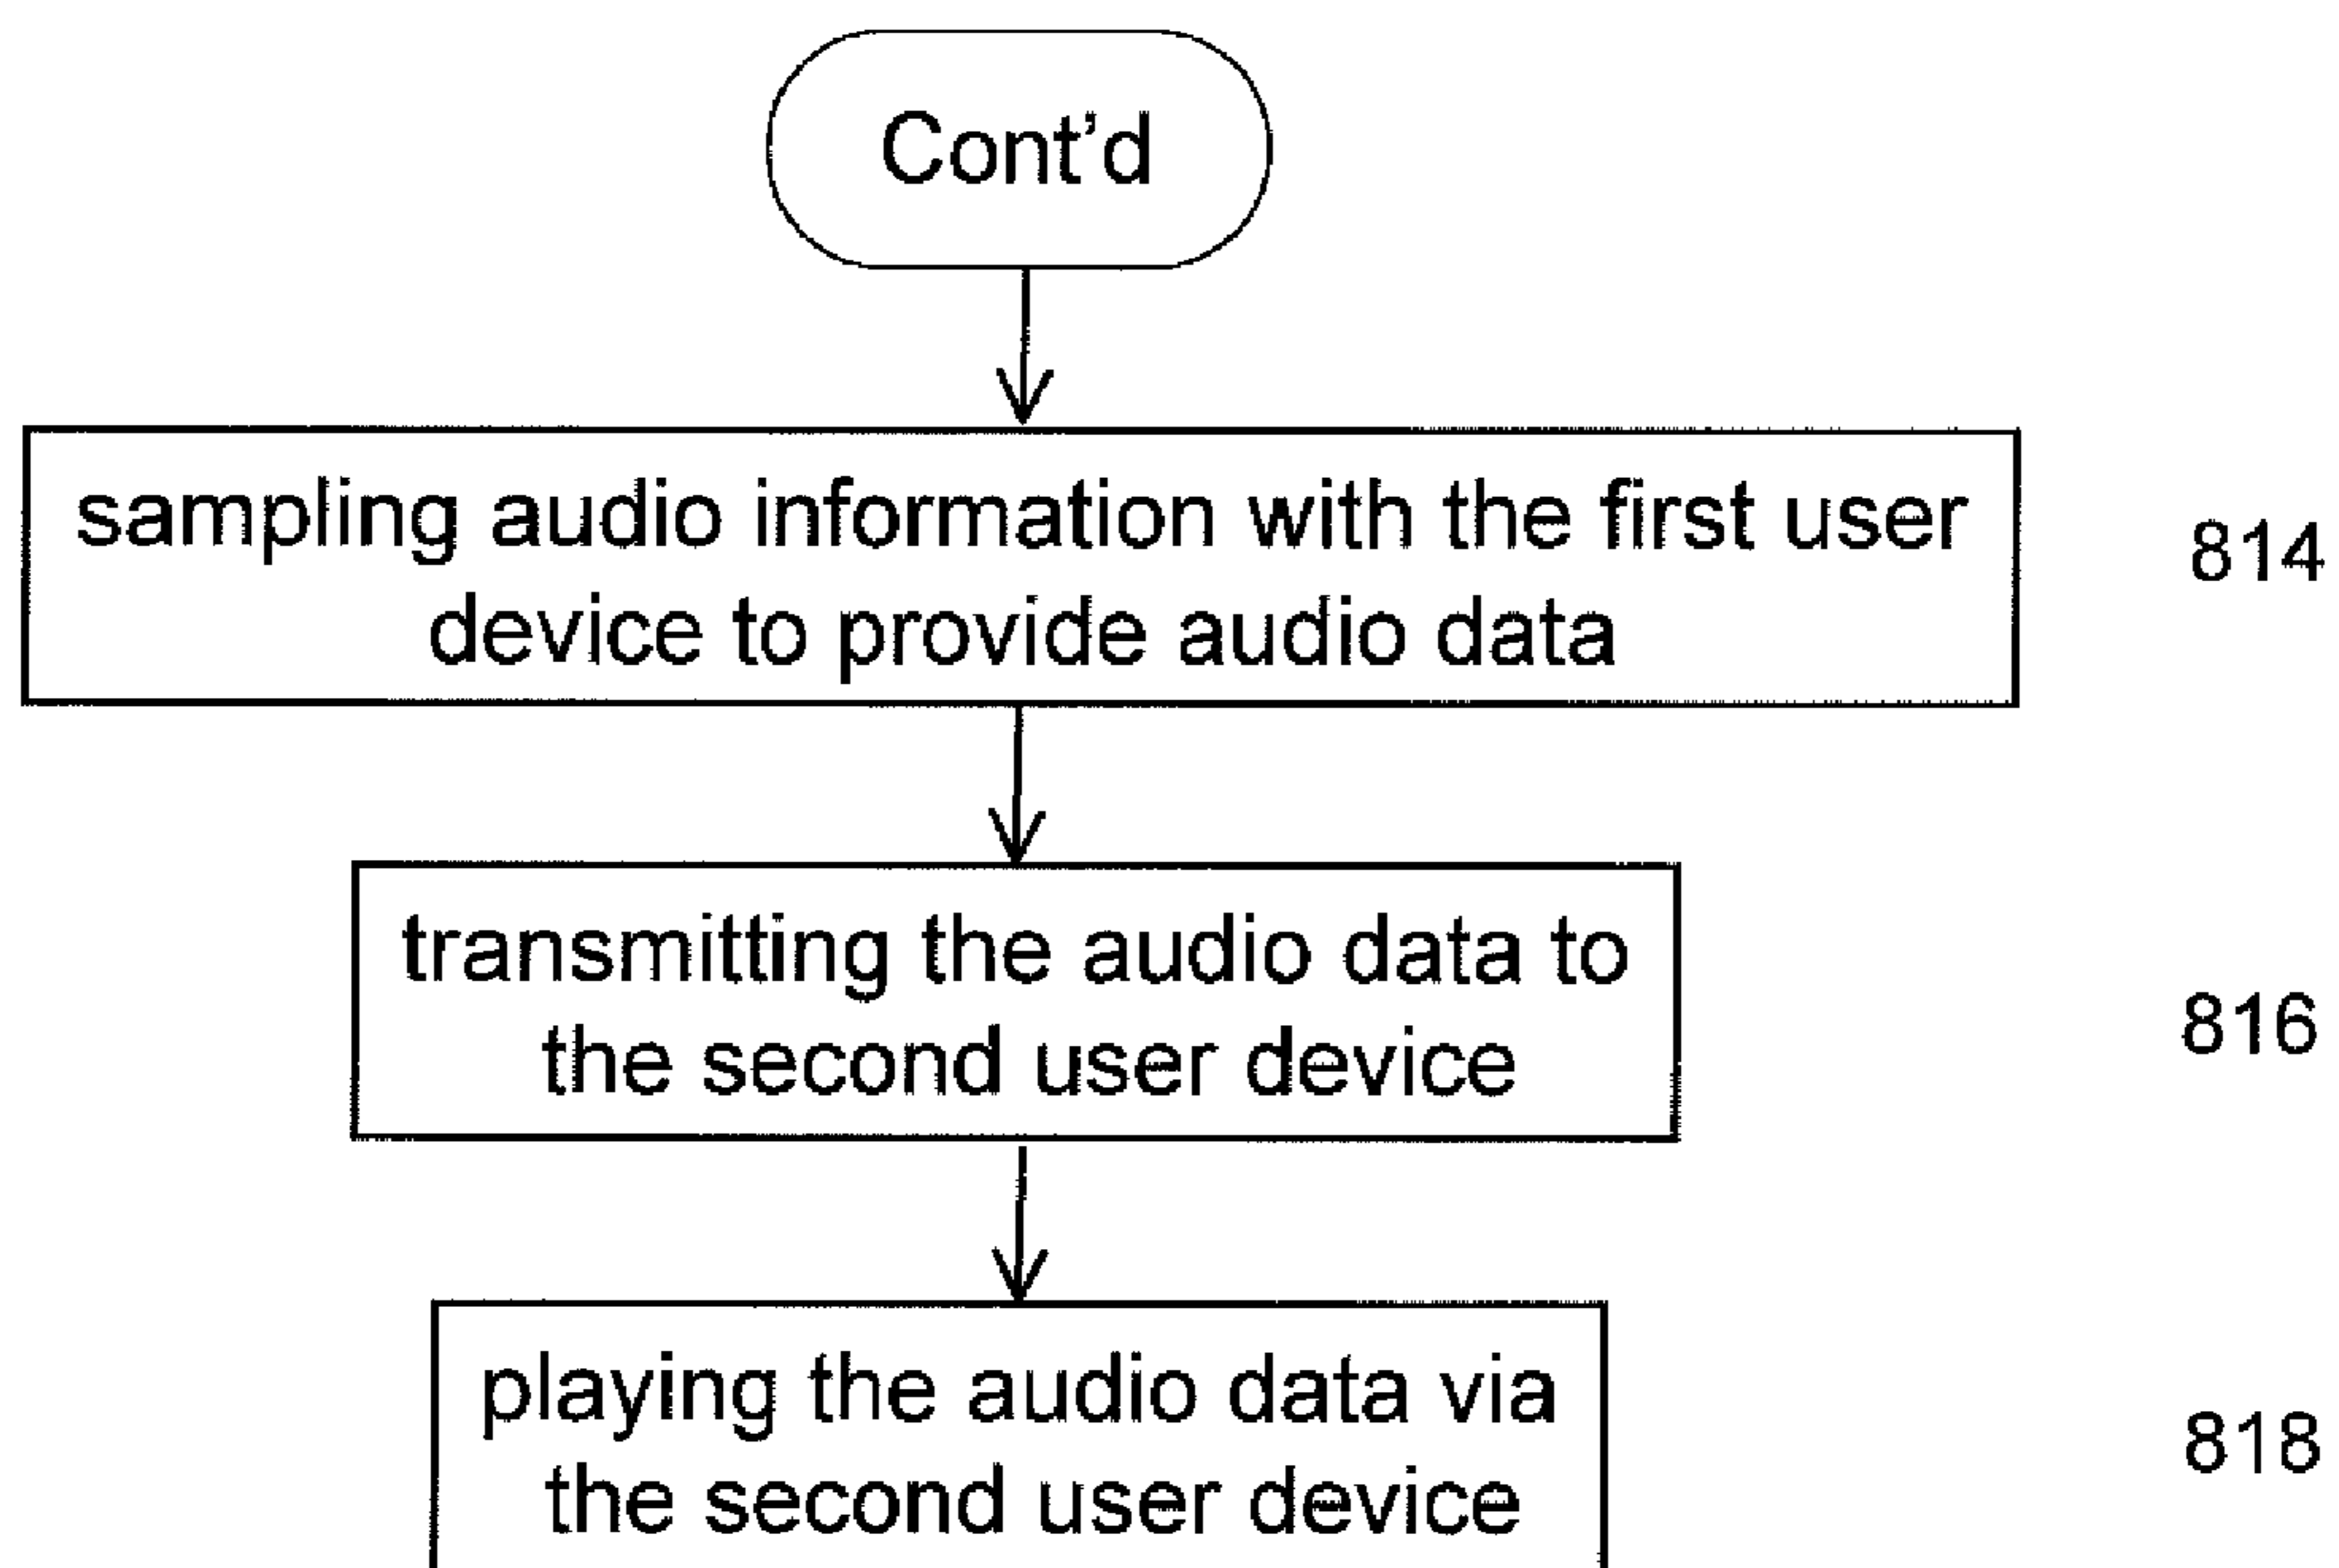 Cont'd
sampling audio information with the first user
device to provide audio data
814
transmitting the audio data to
the second user device
816
playing the audio data via
the second user device
818